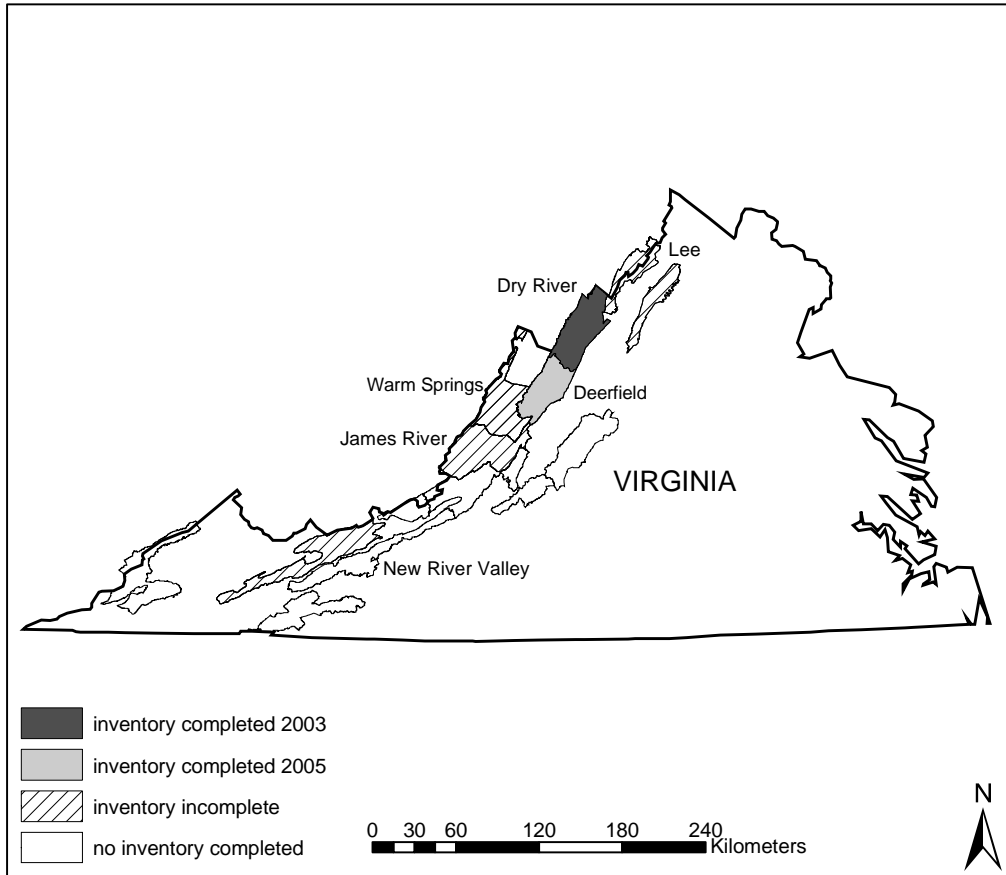 Lee
Dry River
Warm Springs
Deerfield
James River
VIRGINIA
New River Valley
inventory completed 2003
inventory completed 2005
inventory incomplete
no inventory completed
0 30 60 120 180 240
Kilometers
N